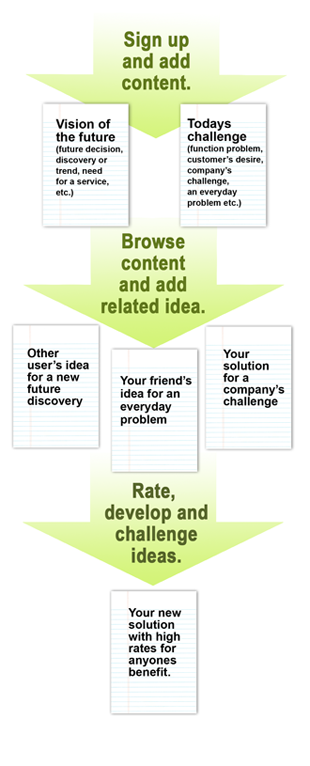 Sign up
and add
content.
Vision of
the future
(future decision,
discovery or
trend, need
for a service,
etc.)
Todays
challenge
(function problem,
customer's desire,
company's
challenge,
an everyday
problem etc.)
Browse
content
and add
related idea.
Other
user's idea
for a new
future
discovery
Your friend's
idea for an
everyday
problem
Your
solution
for a
company's
challenge
Rate,
develop and
challenge
ideas.
Your new
solution
with high
rates for
anyones
benefit.